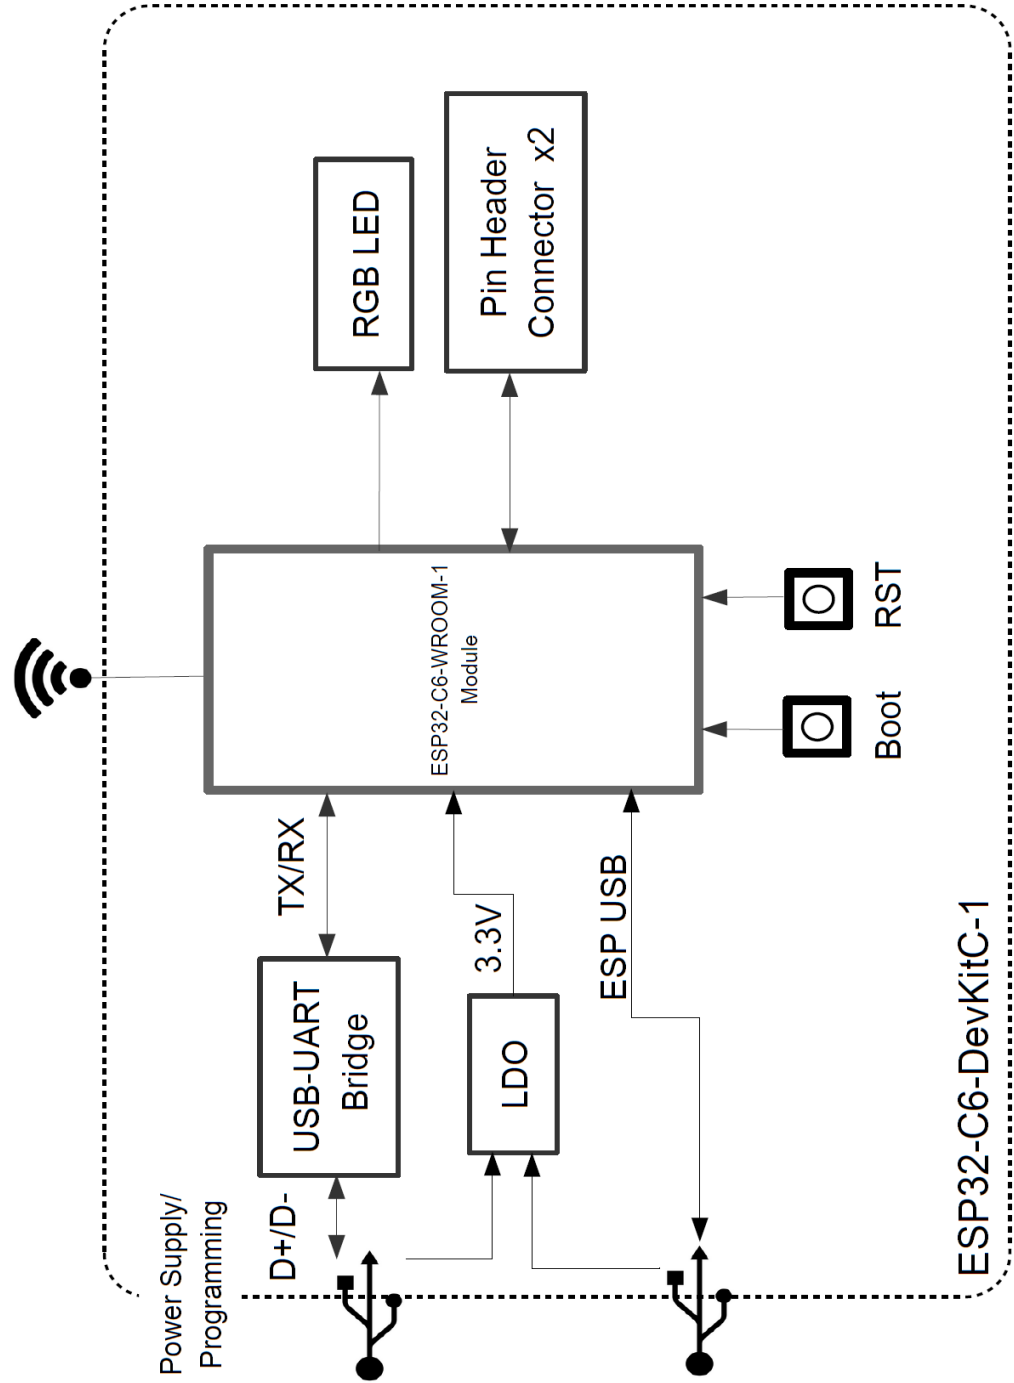 Power Supply/
Programming
D+/D-
USB-UART
Bridge
TX/RX
LDO
3.3V
ESP USB
ESP32-C6-WROOM-1
Module
RGB LED
Pin Header
Connector x2
Boot
RST
ESP32-C6-DevKitC-1